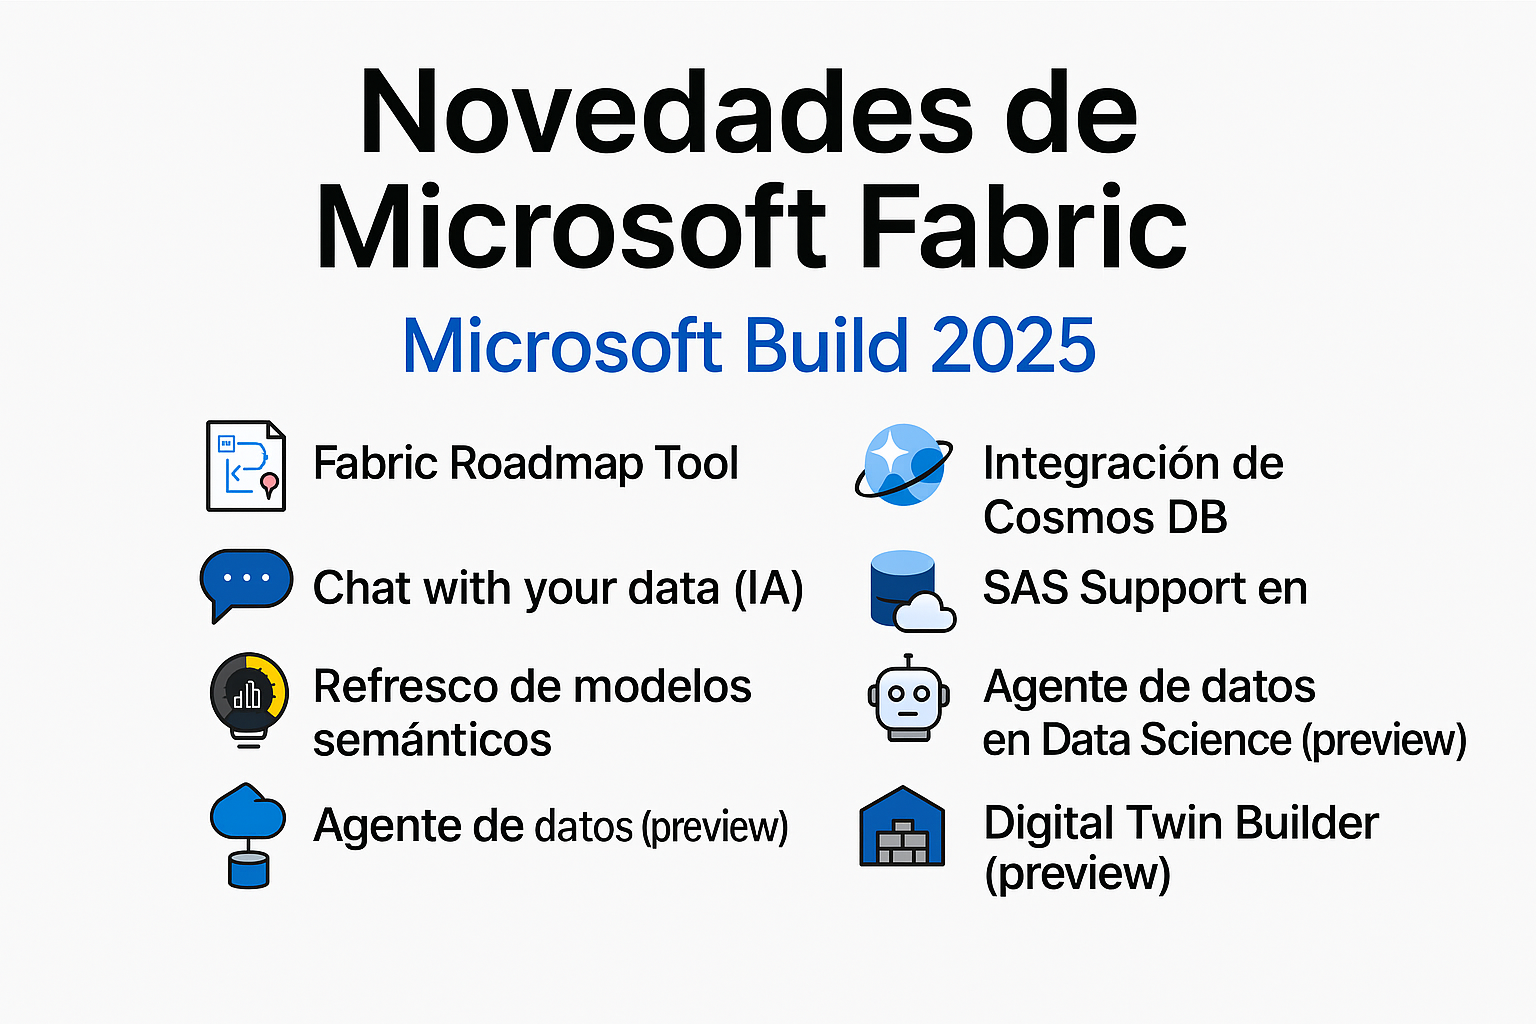 Novedades de
Microsoft Fabric
Microsoft Build 2025
Fabric Roadmap Tool
Chat with your data (IA)
Refresco de modelos
semánticos
Agente de datos (preview)
Integración de
Cosmos DB
SAS Support en
Agente de datos
en Data Science (preview)
Digital Twin Builder
(preview)